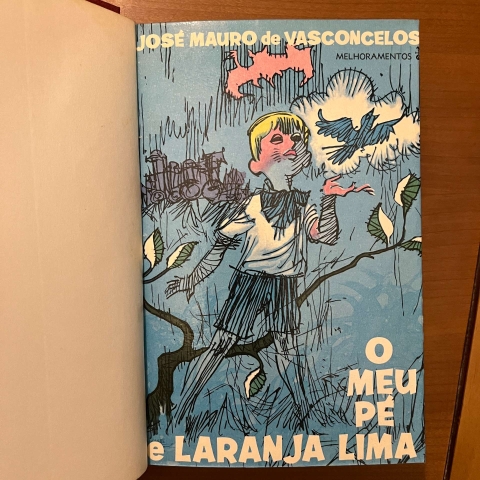 JOSÉ MAURO de VASCONCELOS
MELHORAMENTOS
O
MEU
PÉ
e LARANJA LIMA